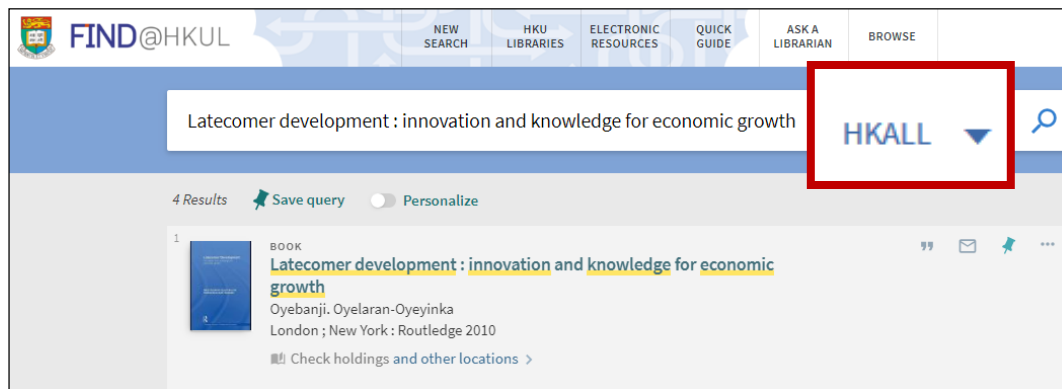 FIND@HKUL
NEW SEARCH
HKU LIBRARIES
ELECTRONIC RESOURCES
QUICK GUIDE
ASK A LIBRARIAN
BROWSE
Latecomer development : innovation and knowledge for economic growth
HKALL
4 Results
Save query
Personalize
1
BOOK
Latecomer development : innovation and knowledge for economic
growth
Oyebanji. Oyelaran-Oyeyinka
London ; New York : Routledge 2010
Check holdings and other locations >